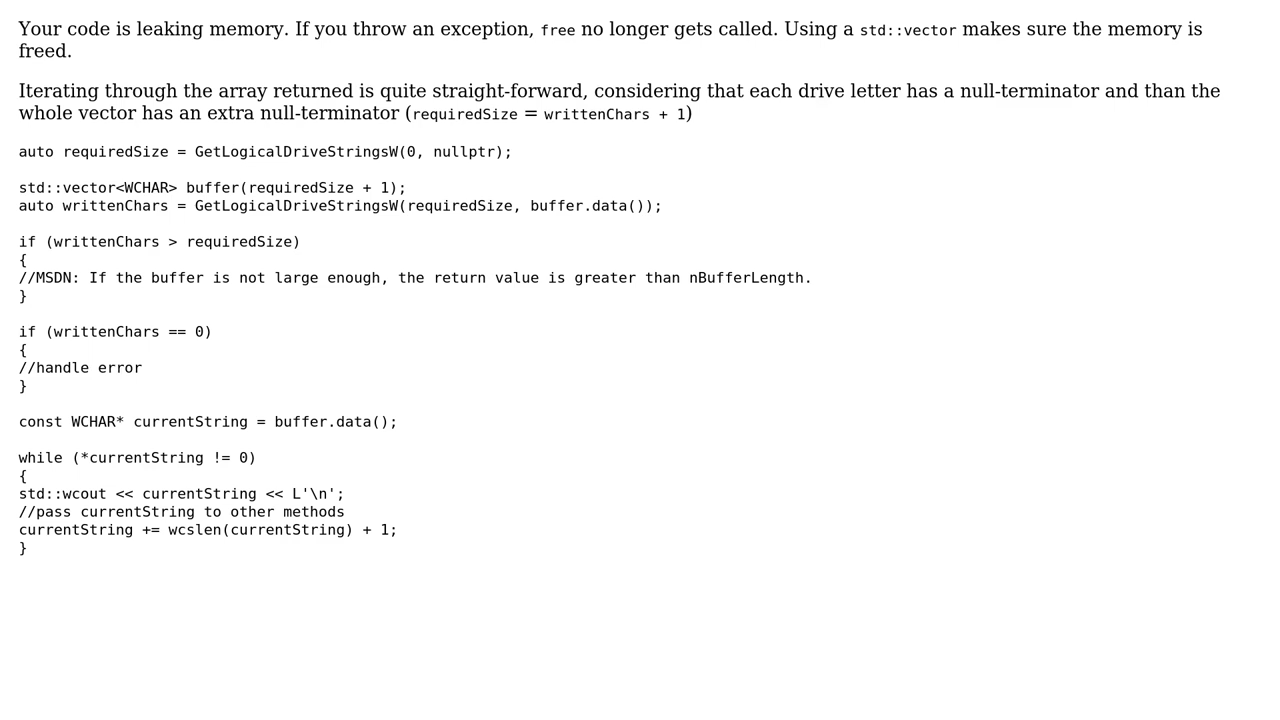 Your code is leaking memory. If you throw an exception, free no longer gets called. Using a std::vector makes sure the memory is
freed.
Iterating through the array returned is quite straight-forward, considering that each drive letter has a null-terminator and than the
whole vector has an extra null-terminator (requiredSize = writtenChars + 1)
auto requiredSize = GetLogicalDriveStringsW(0, nullptr);
std::vector<WCHAR> buffer(requiredSize + 1);
auto writtenChars = GetLogicalDriveStringsW(requiredSize, buffer.data());
if (writtenChars > requiredSize)
{
//MSDN: If the buffer is not large enough, the return value is greater than nBufferLength.
}
if (writtenChars == 0)
{
//handle error
}
const WCHAR* currentString = buffer.data();
while (*currentString != 0)
{
std::wcout << currentString << L'\n';
//pass currentString to other methods
currentString += wcslen(currentString) + 1;
}